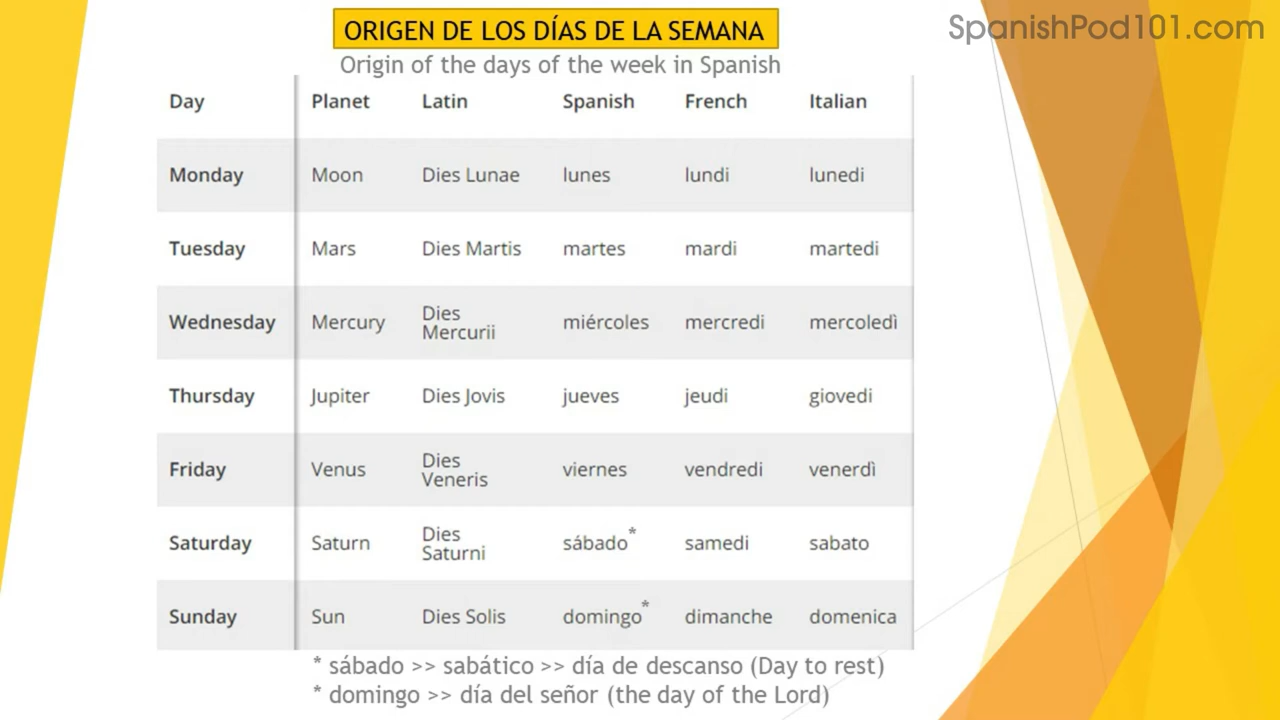 SpanishPod101.com
ORIGEN DE LOS DÍAS DE LA SEMANA
Origin of the days of the week in Spanish
Day Planet Latin Spanish French Italian
Monday Moon Dies Lunae lunes lundi lunedi
Tuesday Mars Dies Martis martes mardi martedi
Wednesday Mercury Dies Mercurii miércoles mercredi mercoledì
Thursday Jupiter Dies Jovis jueves jeudi giovedi
Friday Venus Dies Veneris viernes vendredi venerdì
Saturday Saturn Dies Saturni sábado* samedi sabato
Sunday Sun Dies Solis domingo* dimanche domenica
* sábado >> sabático >> día de descanso (Day to rest)
* domingo >> día del señor (the day of the Lord)